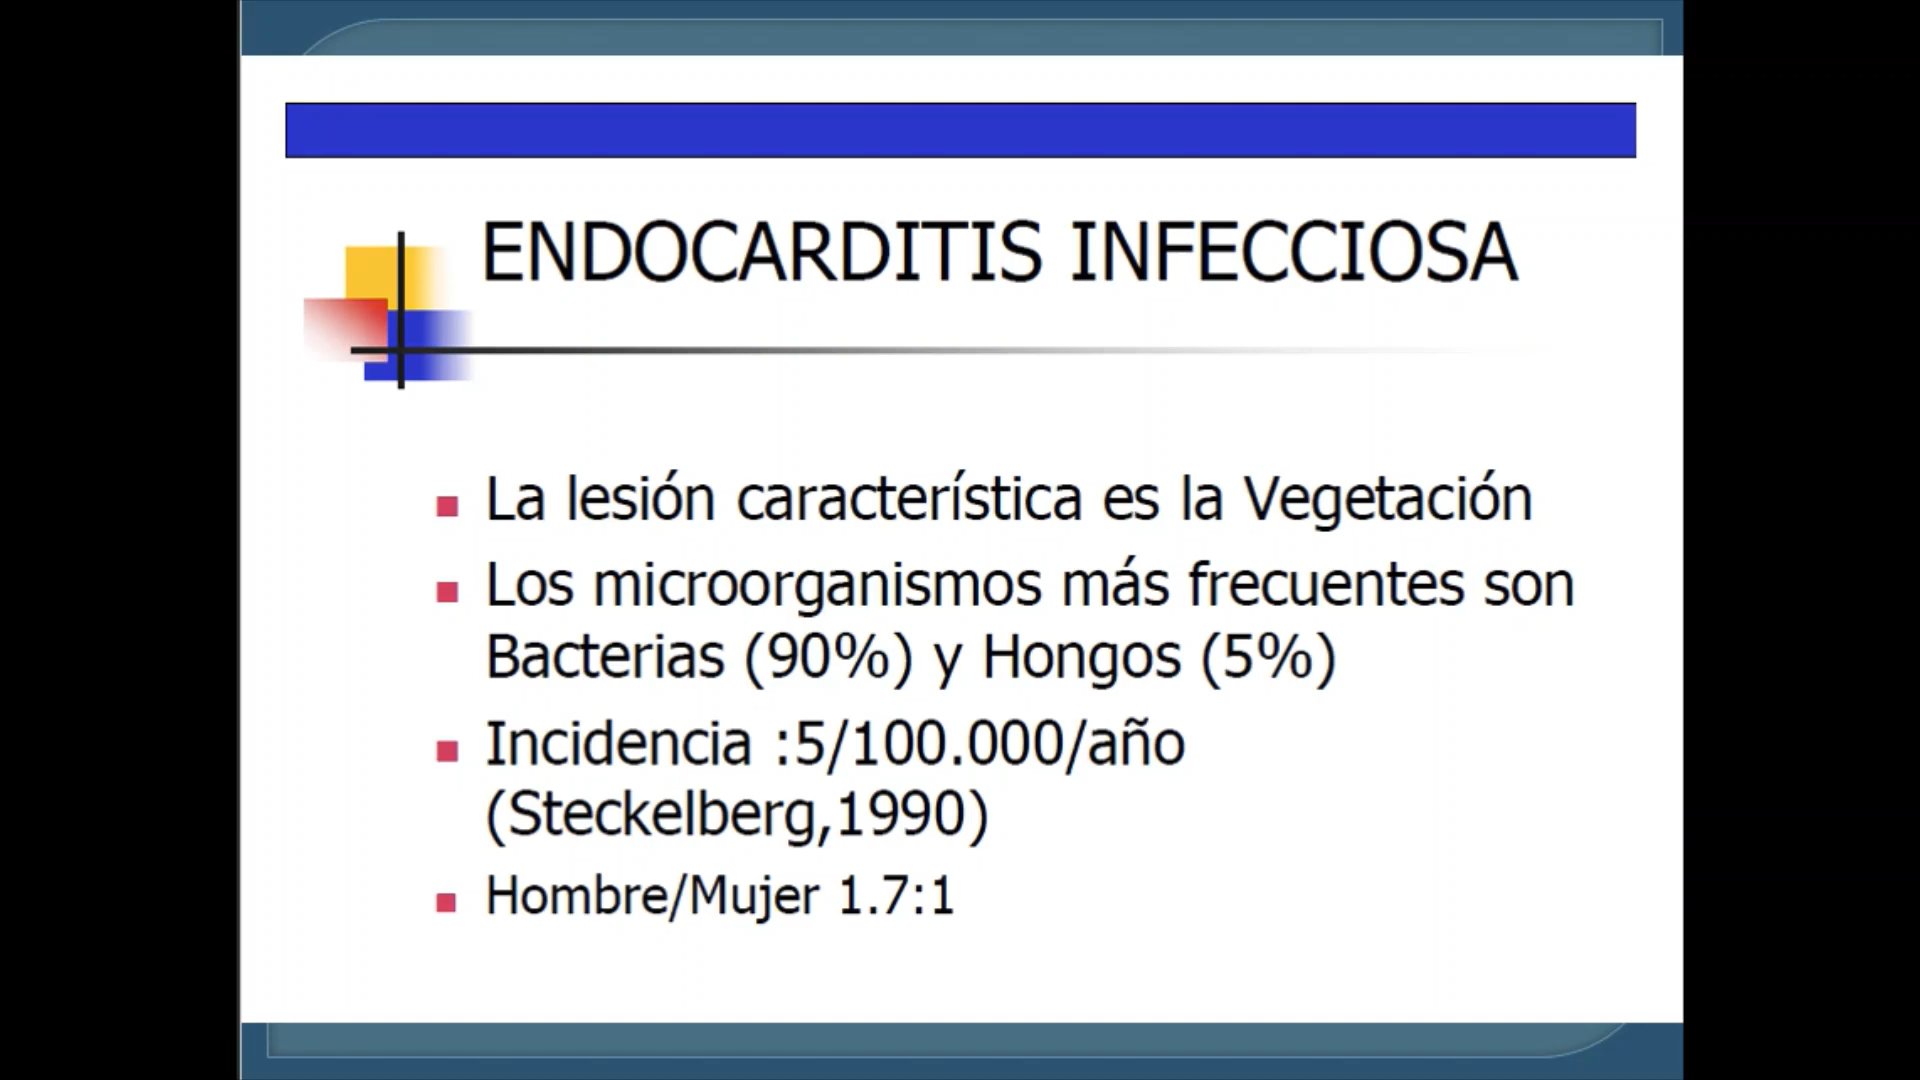 ENDOCARDITIS INFECCIOSA
La lesión característica es la Vegetación
Los microorganismos más frecuentes son
Bacterias (90%) y Hongos (5%)
Incidencia :5/100.000/año
(Steckelberg,1990)
Hombre/Mujer 1.7:1